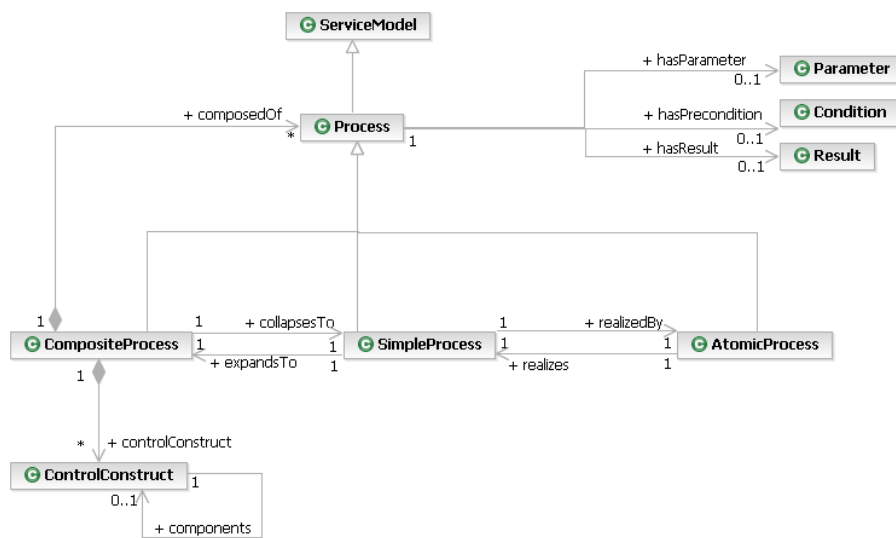 ServiceModel
+ hasParameter
0..1
Parameter
+ composedOf
*
Process
1
+ hasPrecondition
0..1
Condition
+ hasResult
0..1
Result
1
1
+ collapsesTo
1
1
+ realizedBy
1
CompositeProcess
1
SimpleProcess
1
AtomicProcess
+ expandsTo
1
+ realizes
1
1
*
+ controlConstruct
ControlConstruct
1
0..1
+ components